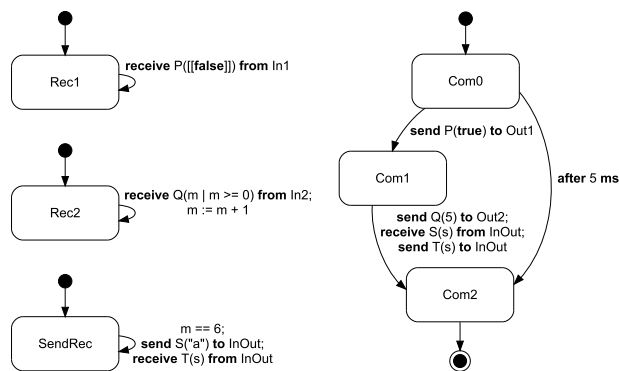 Rec1
receive P([[false]]) from In1
Rec2
receive Q(m | m >= 0) from In2;
m := m + 1
SendRec
m == 6;
send S("a") to InOut;
receive T(s) from InOut
Com0
send P(true) to Out1
Com1
after 5 ms
send Q(5) to Out2;
receive S(s) from InOut;
send T(s) to InOut
Com2